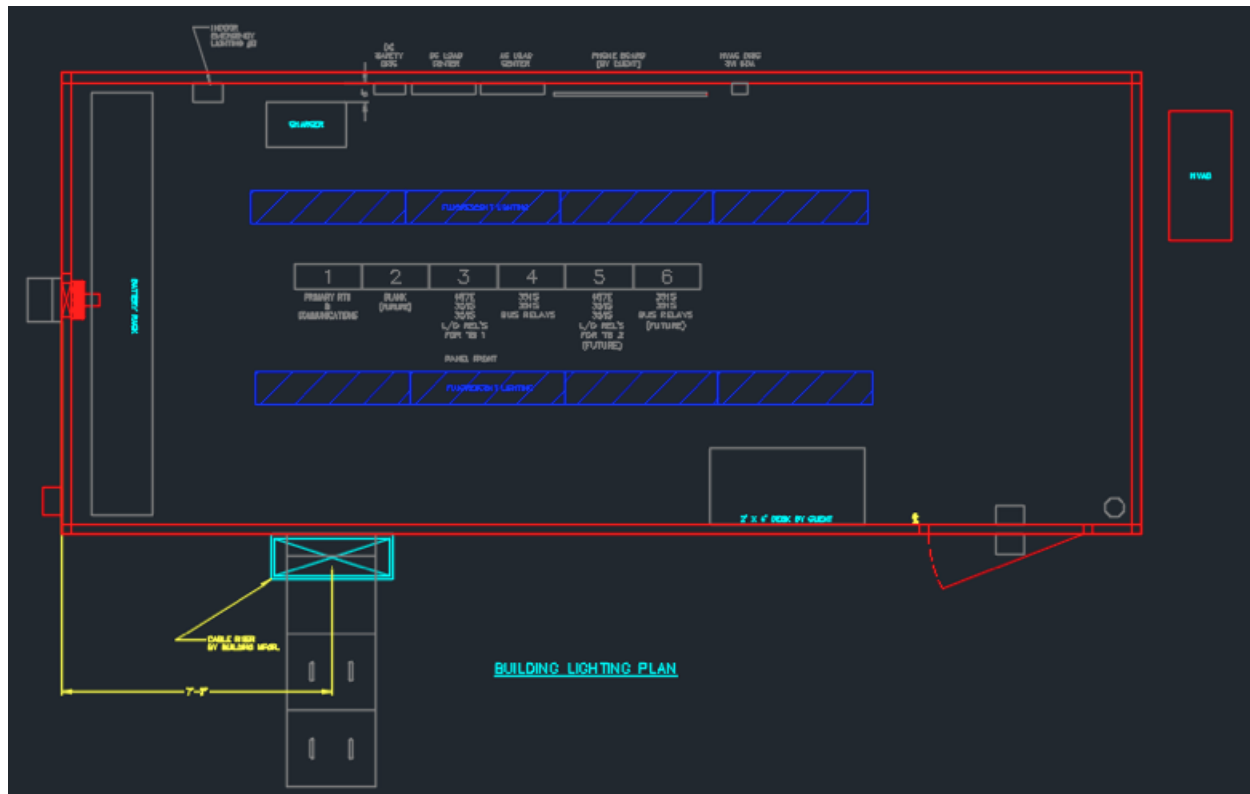 INDOOR
EMERGENCY
LIGHTING
DC
SAFETY
DISC
DC LOAD
CENTER
AC LOAD
CENTER
PHONE BOARD
(BY CLIENT)
HVAC DISC
CHARGER
HVAC
FLUORESCENT LIGHTING
BATTERY RACK
1
2
3
4
5
6
PRIMARY RTU
&
COMMUNICATIONS
BLANK
(FUTURE)
L/O REL'S
FOR TB 1
BUS RELAYS
L/O REL'S
FOR TB 2
(FUTURE)
BUS RELAYS
(FUTURE)
PANEL FRONT
FLUORESCENT LIGHTING
2' X 4' DESK BY CLIENT
CABLE RISER
BY BUILDING MFGR.
BUILDING LIGHTING PLAN